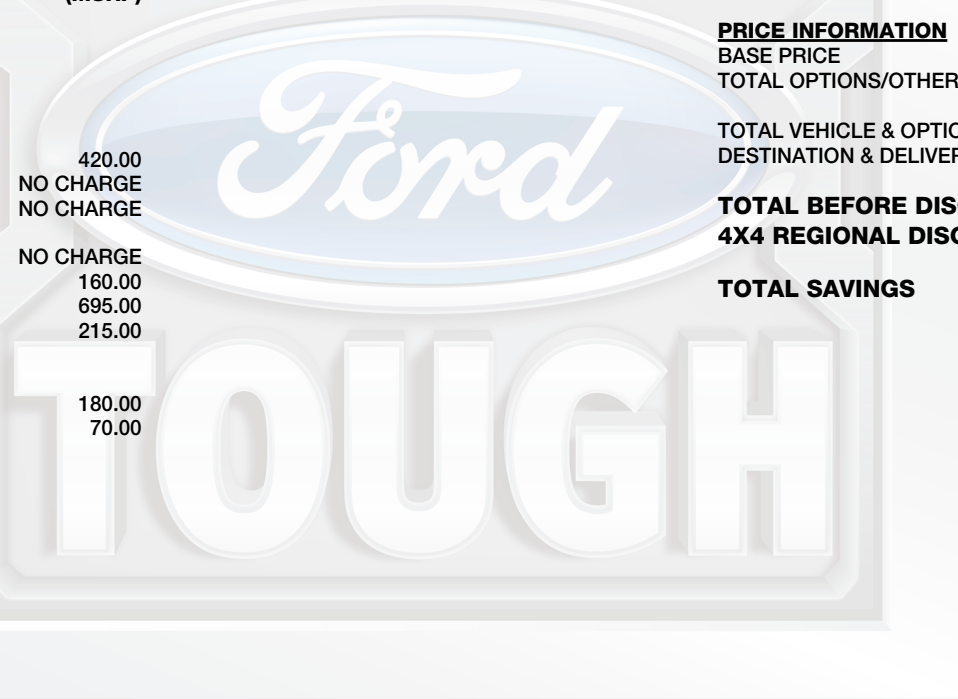 (MSRP)
420.00
NO CHARGE
NO CHARGE
NO CHARGE
160.00
695.00
215.00
180.00
70.00
Ford
TOUGH
PRICE INFORMATION
BASE PRICE
TOTAL OPTIONS/OTHER
TOTAL VEHICLE & OPTIO
DESTINATION & DELIVER
TOTAL BEFORE DISC
4X4 REGIONAL DISC
TOTAL SAVINGS